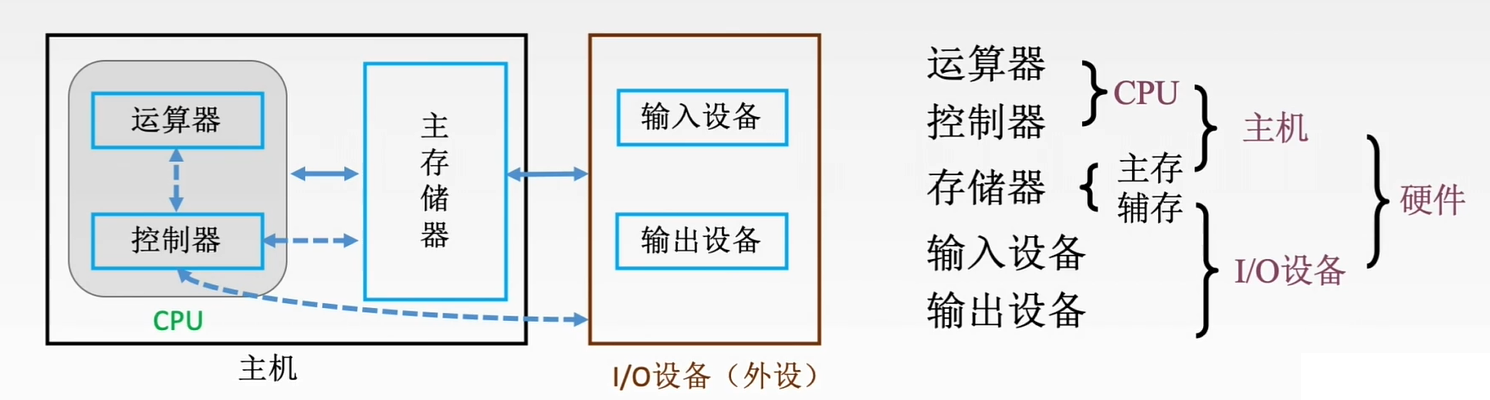 运算器
控制器
CPU
主存储器
主机
输入设备
输出设备
I/O设备（外设）
运算器
控制器
CPU
存储器
主存
辅存
主机
输入设备
输出设备
I/O设备
硬件